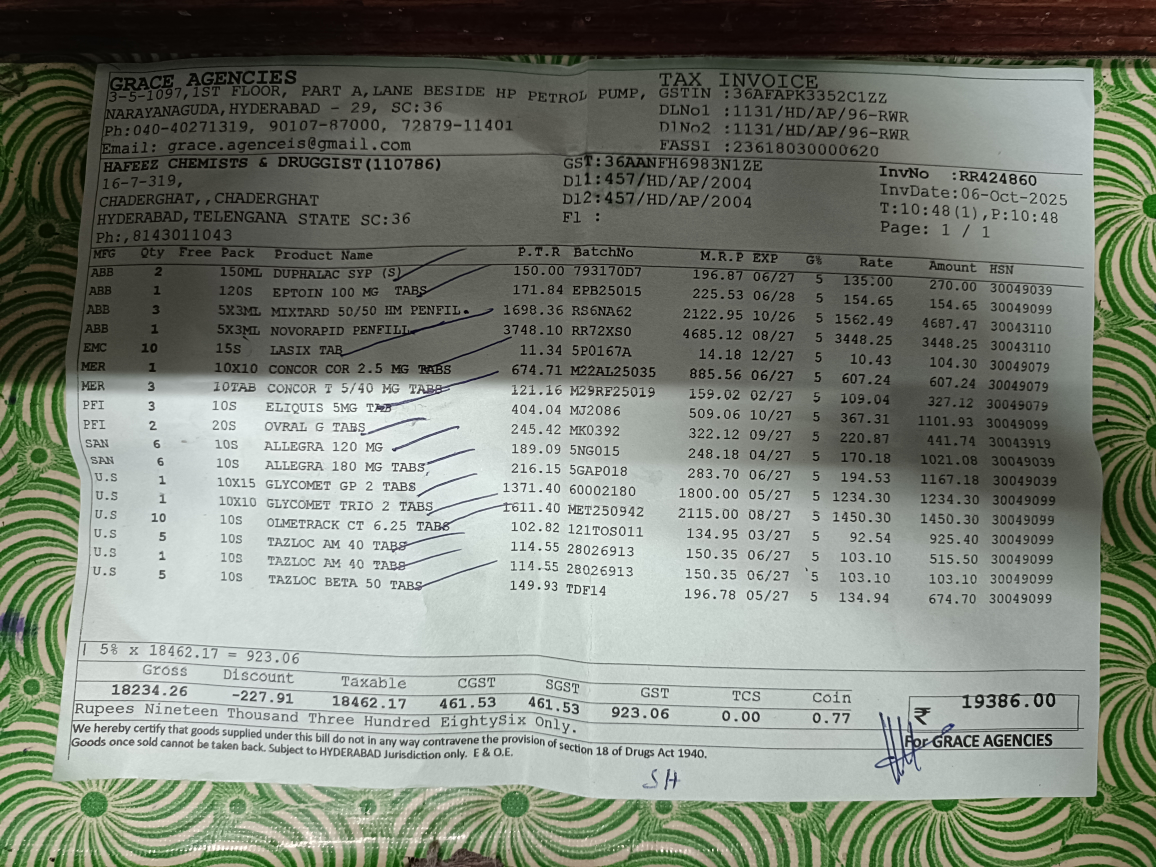 GRACE AGENCIES
3-5-1097, 1ST FLOOR, PART A, LANE BESIDE HP PETROL PUMP,
NARAYANAGUDA, HYDERABAD - 29, SC:36
Ph:040-40271319, 90107-87000, 72879-11401
Email: grace.agenceis@gmail.com
TAX INVOICE
GSTIN :36AFAPK3352C1ZZ
DLNo1 :1131/HD/AP/96-RWR
DlNo2 :1131/HD/AP/96-RWR
FASSI :23618030000620
HAFEEZ CHEMISTS & DRUGGIST(110786)
16-7-319,
CHADERGHAT,,CHADERGHAT
HYDERABAD,TELENGANA STATE SC:36
Ph:,8143011043
GST:36AANFH6983N1ZE
Dl1:457/HD/AP/2004
Dl2:457/HD/AP/2004
Fl :
InvNo :RR424860
InvDate:06-Oct-2025
T:10:48(1),P:10:48
Page: 1 / 1
MFG Qty Free Pack Product Name P.T.R BatchNo M.R.P EXP G% Rate Amount HSN
ABB 2 150ML DUPHALAC SYP (S) 150.00 793170D7 196.87 06/27 5 135.00 270.00 30049039
ABB 1 120S EPTOIN 100 MG TABS 171.84 EPB25015 225.53 06/28 5 154.65 154.65 30049099
ABB 3 5X3ML MIXTARD 50/50 HM PENFIL. 1698.36 RS6NA62 2122.95 10/26 5 1562.49 4687.47 30043110
ABB 1 5X3ML NOVORAPID PENFILL 3748.10 RR72XS0 4685.12 08/27 5 3448.25 3448.25 30043110
EMC 10 15S LASIX TAB 11.34 5P0167A 14.18 12/27 5 10.43 104.30 30049079
MER 1 10X10 CONCOR COR 2.5 MG TABS 674.71 M22AL25035 885.56 06/27 5 607.24 607.24 30049079
MER 3 10TAB CONCOR T 5/40 MG TABS 121.16 M29RF25019 159.02 02/27 5 109.04 327.12 30049079
PFI 3 10S ELIQUIS 5MG TAB 404.04 MJ2086 509.06 10/27 5 367.31 1101.93 30049099
PFI 2 20S OVRAL G TABS 245.42 MK0392 322.12 09/27 5 220.87 441.74 30043919
SAN 6 10S ALLEGRA 120 MG 189.09 5NG015 248.18 04/27 5 170.18 1021.08 30049039
SAN 6 10S ALLEGRA 180 MG TABS, 216.15 5GAP018 283.70 06/27 5 194.53 1167.18 30049039
U.S 1 10X15 GLYCOMET GP 2 TABS 1371.40 60002180 1800.00 05/27 5 1234.30 1234.30 30049099
U.S 1 10X10 GLYCOMET TRIO 2 TABS 1611.40 MET250942 2115.00 08/27 5 1450.30 1450.30 30049099
U.S 10 10S OLMETRACK CT 6.25 TABS 102.82 121TOS011 134.95 03/27 5 92.54 925.40 30049099
U.S 5 10S TAZLOC AM 40 TABS 114.55 28026913 150.35 06/27 5 103.10 515.50 30049099
U.S 1 10S TAZLOC AM 40 TABS 114.55 28026913 150.35 06/27 5 103.10 103.10 30049099
U.S 5 10S TAZLOC BETA 50 TABS 149.93 TDF14 196.78 05/27 5 134.94 674.70 30049099
| 5% x 18462.17 = 923.06
Gross Discount Taxable CGST SGST GST TCS Coin
18234.26 -227.91 18462.17 461.53 461.53 923.06 0.00 0.77 ₹ 19386.00
Rupees Nineteen Thousand Three Hundred EightySix Only.
We hereby certify that goods supplied under this bill do not in any way contravene the provision of section 18 of Drugs Act 1940.
Goods once sold cannot be taken back. Subject to HYDERABAD Jurisdiction only. E & O.E.
For GRACE AGENCIES
SH